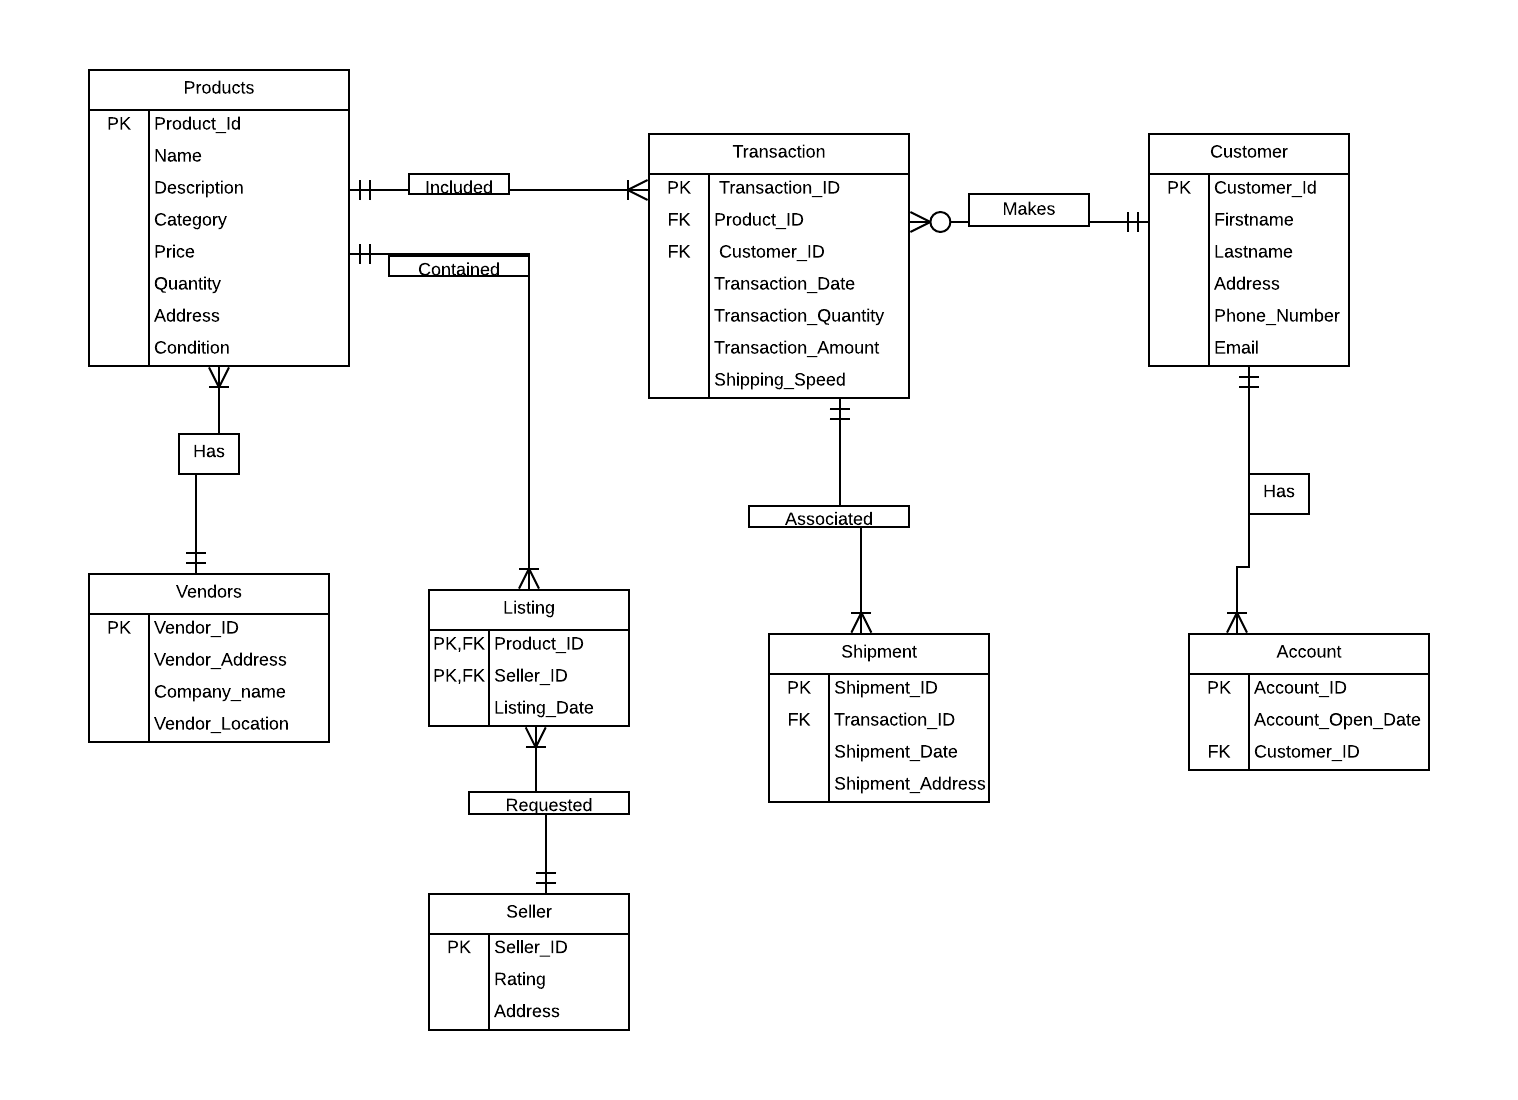 Products
PK Product_Id
Name
Description
Category
Price
Quantity
Address
Condition
Included
Contained
Transaction
PK Transaction_ID
FK Product_ID
FK Customer_ID
Transaction_Date
Transaction_Quantity
Transaction_Amount
Shipping_Speed
Makes
Customer
PK Customer_Id
Firstname
Lastname
Address
Phone_Number
Email
Has
Has
Associated
Vendors
PK Vendor_ID
Vendor_Address
Company_name
Vendor_Location
Listing
PK,FK Product_ID
PK,FK Seller_ID
Listing_Date
Shipment
PK Shipment_ID
FK Transaction_ID
Shipment_Date
Shipment_Address
Account
PK Account_ID
Account_Open_Date
FK Customer_ID
Requested
Seller
PK Seller_ID
Rating
Address